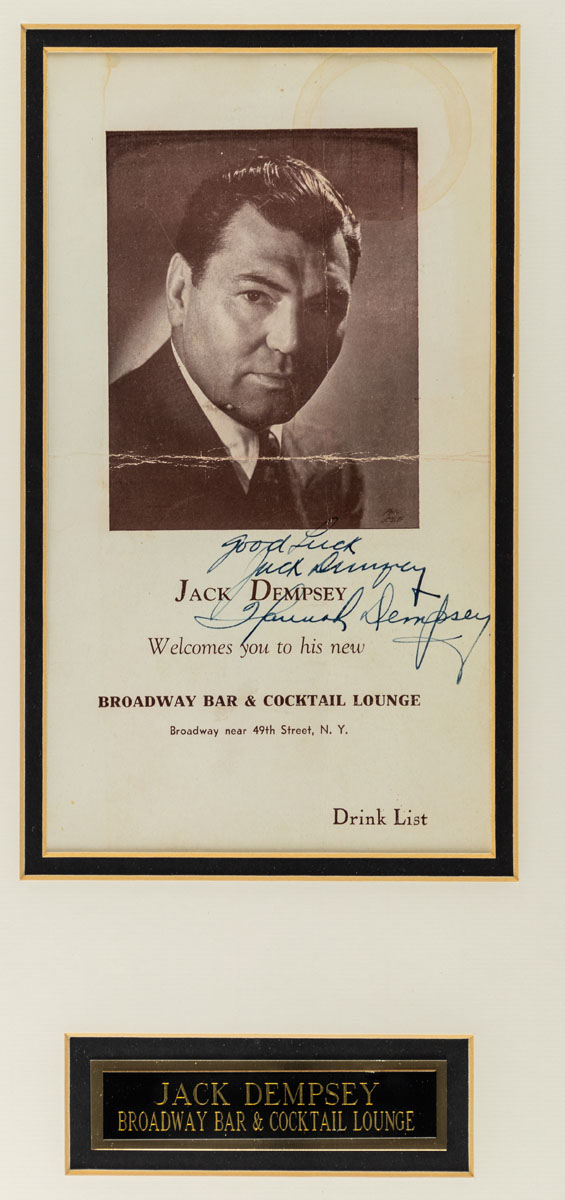 Good Luck
Jack Dempsey
+
JACK DEMPSEY
Hannah Dempsey
Welcomes you to his new
BROADWAY BAR & COCKTAIL LOUNGE
Broadway near 49th Street, N. Y.
Drink List
JACK DEMPSEY
BROADWAY BAR & COCKTAIL LOUNGE